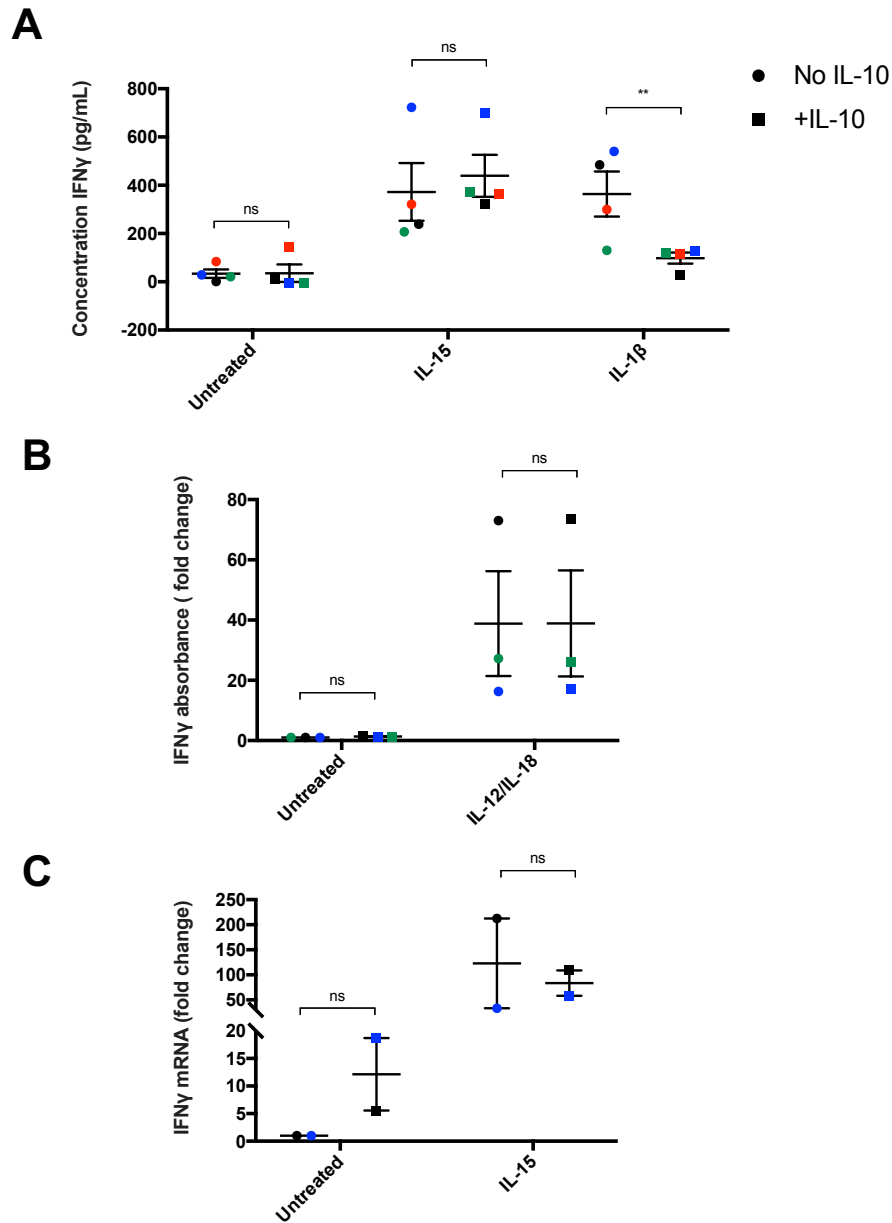 A
ns
ns
**
No IL-10
+IL-10
Concentration IFNγ (pg/mL)
800
600
400
200
0
-200
Untreated
IL-15
IL-1β
B
ns
ns
IFNγ absorbance ( fold change)
80
60
40
20
0
Untreated
IL-12/IL-18
C
ns
ns
IFNγ mRNA (fold change)
250
200
150
100
50
20
15
10
5
0
Untreated
IL-15